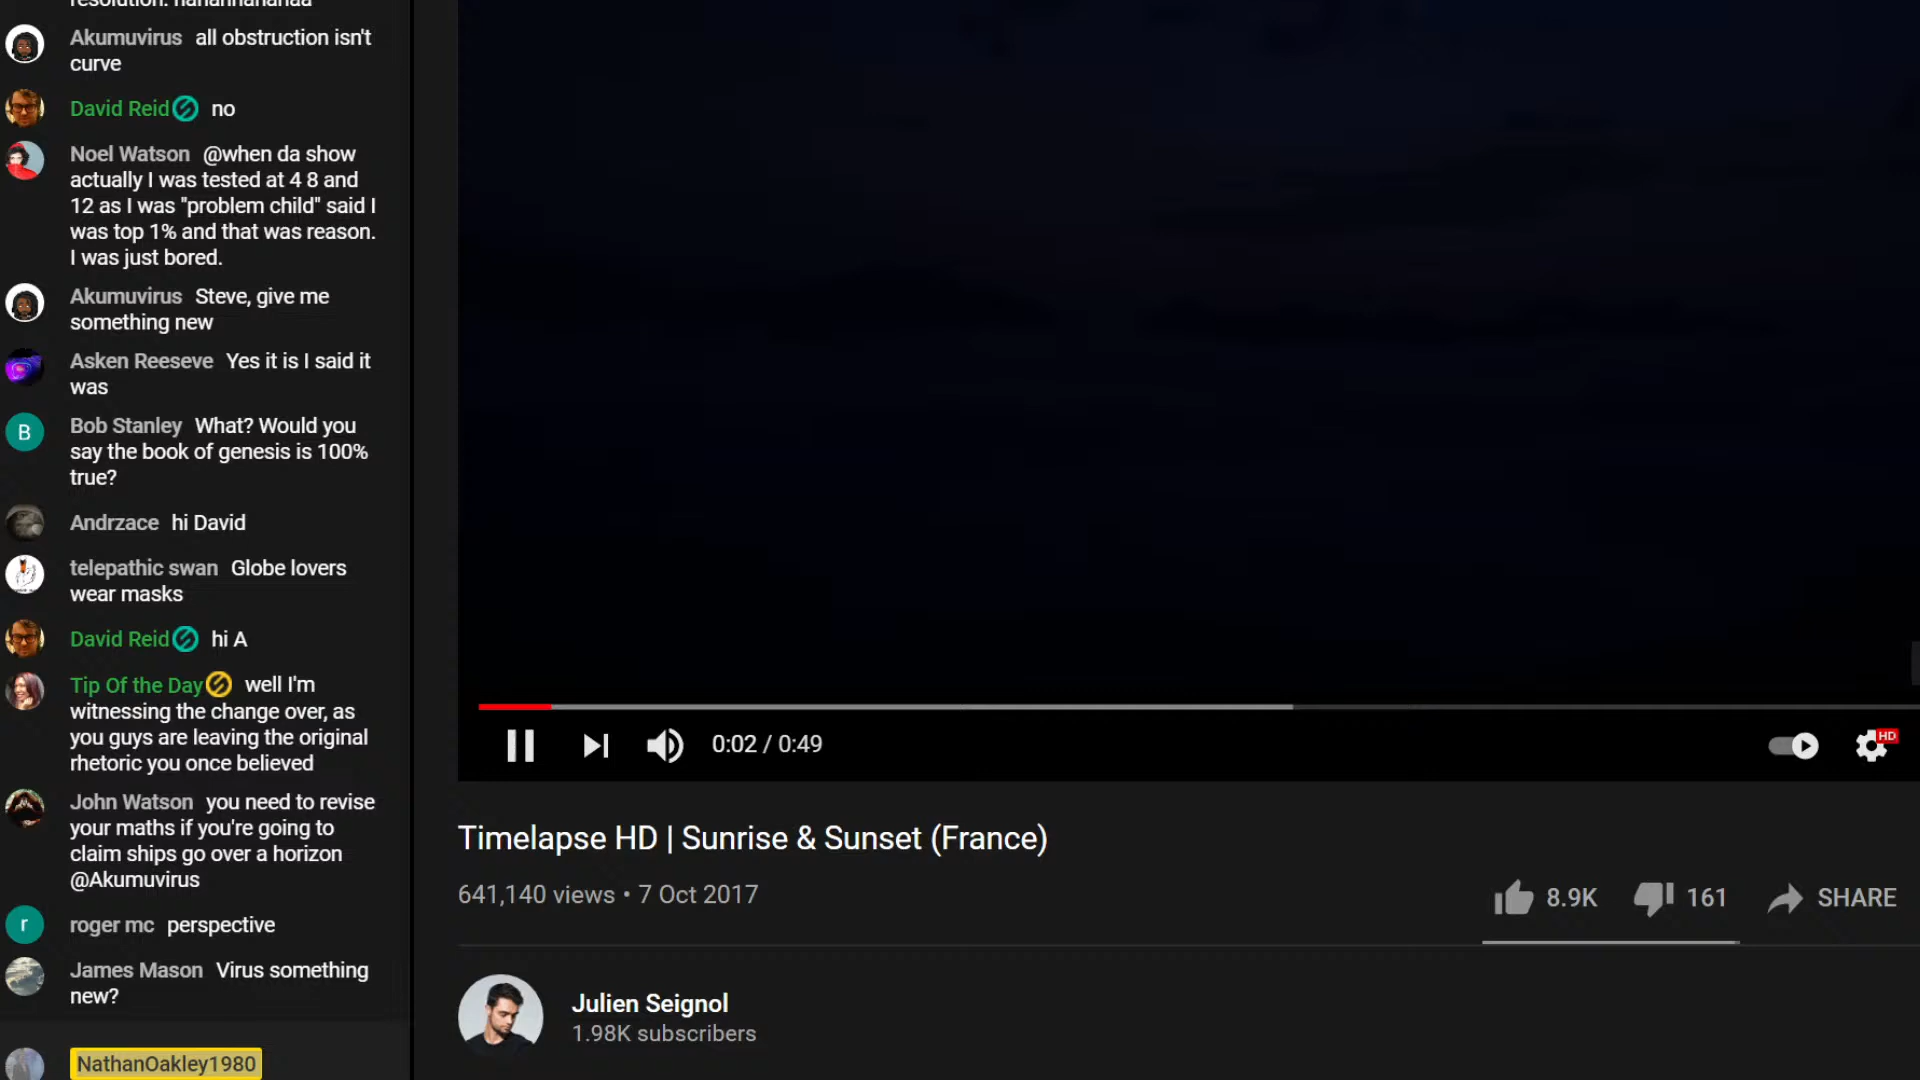 Akumuvirus all obstruction isn't
curve
David Reid no
Noel Watson @when da show
actually I was tested at 4 8 and
12 as I was "problem child" said I
was top 1% and that was reason.
I was just bored.
Akumuvirus Steve, give me
something new
Asken Reeseve Yes it is I said it
was
B
Bob Stanley What? Would you
say the book of genesis is 100%
true?
Andrzace hi David
telepathic swan Globe lovers
wear masks
David Reid hi A
Tip Of the Day well I'm
witnessing the change over, as
you guys are leaving the original
rhetoric you once believed
John Watson you need to revise
your maths if you're going to
claim ships go over a horizon
@Akumuvirus
r
roger mc perspective
James Mason Virus something
new?
NathanOakley1980
0:02 / 0:49
HD
Timelapse HD | Sunrise & Sunset (France)
641,140 views • 7 Oct 2017
8.9K 161 SHARE
Julien Seignol
1.98K subscribers